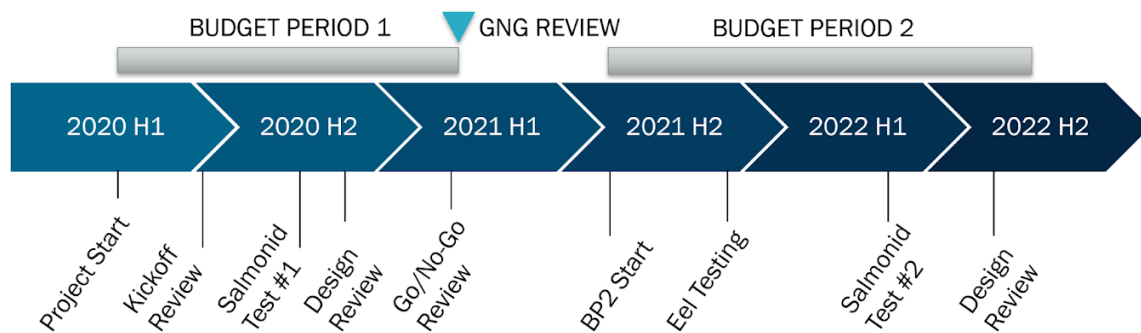 BUDGET PERIOD 1
GNG REVIEW
BUDGET PERIOD 2
2020 H1
2020 H2
2021 H1
2021 H2
2022 H1
2022 H2
Project Start
Kickoff
Review
Salmonid
Test #1
Design
Review
Go/No-Go
Review
BP2 Start
Eel Testing
Salmonid
Test #2
Design
Review